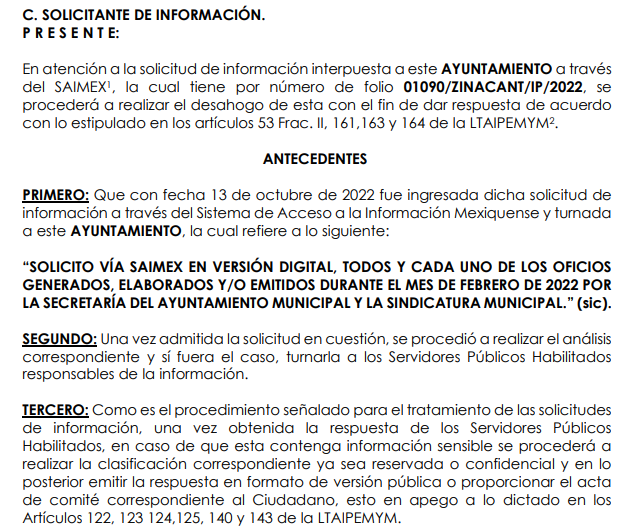 C. SOLICITANTE DE INFORMACIÓN.
P R E S E N T E:
En atención a la solicitud de información interpuesta a este AYUNTAMIENTO a través
del SAIMEX¹, la cual tiene por número de folio 01090/ZINACANT/IP/2022, se
procederá a realizar el desahogo de esta con el fin de dar respuesta de acuerdo
con lo estipulado en los artículos 53 Frac. II, 161,163 y 164 de la LTAIPEMYM².
ANTECEDENTES
PRIMERO: Que con fecha 13 de octubre de 2022 fue ingresada dicha solicitud de
información a través del Sistema de Acceso a la Información Mexiquense y turnada
a este AYUNTAMIENTO, la cual refiere a lo siguiente:
“SOLICITO VÍA SAIMEX EN VERSIÓN DIGITAL, TODOS Y CADA UNO DE LOS OFICIOS
GENERADOS, ELABORADOS Y/O EMITIDOS DURANTE EL MES DE FEBRERO DE 2022 POR
LA SECRETARÍA DEL AYUNTAMIENTO MUNICIPAL Y LA SINDICATURA MUNICIPAL.” (sic).
SEGUNDO: Una vez admitida la solicitud en cuestión, se procedió a realizar el análisis
correspondiente y sí fuera el caso, turnarla a los Servidores Públicos Habilitados
responsables de la información.
TERCERO: Como es el procedimiento señalado para el tratamiento de las solicitudes
de información, una vez obtenida la respuesta de los Servidores Públicos
Habilitados, en caso de que esta contenga información sensible se procederá a
realizar la clasificación correspondiente ya sea reservada o confidencial y en lo
posterior emitir la respuesta en formato de versión pública o proporcionar el acta
de comité correspondiente al Ciudadano, esto en apego a lo dictado en los
Artículos 122, 123 124,125, 140 y 143 de la LTAIPEMYM.